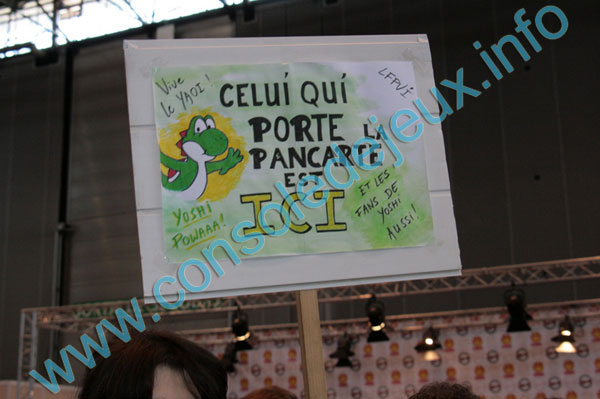 Vive
le YAOI !
LFPVI
CELUI QUI
PORTE LA
PANCARTE
EST
ICI
YOSHI
POWAAA !
ET LES
FANS DE
YOSHI
AUSSI !
www.consoledejeux.info